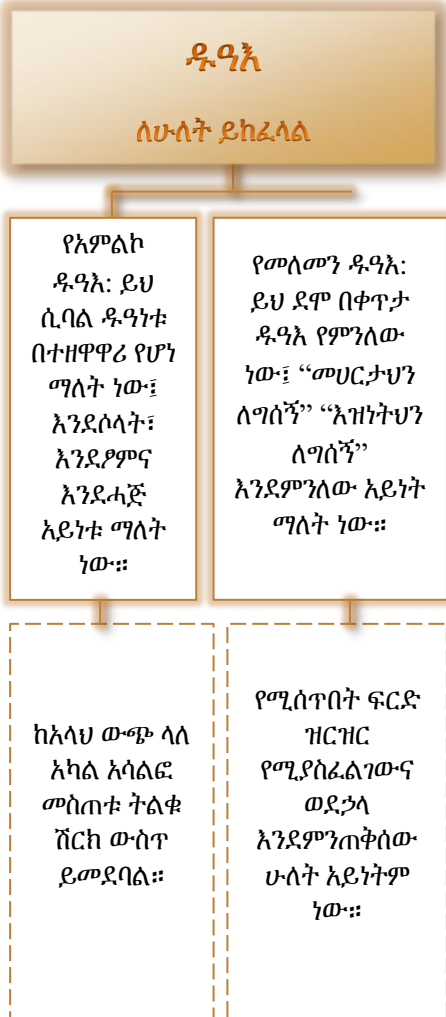 ዱዓእ
ለሁለት ይከፈላል
የአምልኮ
ዱዓእ: ይህ
ሲባል ዱዓነቱ
በተዘዋዋሪ የሆነ
ማለት ነው፤
እንደሶላት፣
እንደፆምና
እንደሓጅ
አይነቱ ማለት
ነው።
የመለመን ዱዓእ:
ይህ ደሞ በቀጥታ
ዱዓእ የምንለው
ነው፤ “መሀርታህን
ለግሰኝ” “እዝነትህን
ለግሰኝ”
እንደምንለው አይነት
ማለት ነው።
ከአላህ ውጭ ላለ
አካል አሳልፎ
መስጠቱ ትልቁ
ሽርክ ውስጥ
ይመደባል።
የሚሰጥበት ፍርድ
ዝርዝር
የሚያስፈልገውና
ወደኃላ
እንደምንጠቅሰው
ሁለት አይነትም
ነው።